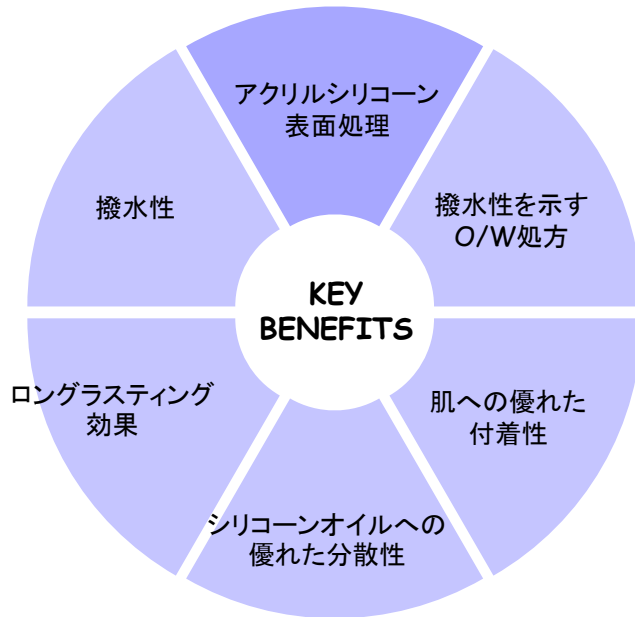 アクリルシリコーン
表面処理
撥水性を示す
O/W処方
肌への優れた
付着性
シリコーンオイルへの
優れた分散性
ロングラスティング
効果
撥水性
KEY
BENEFITS